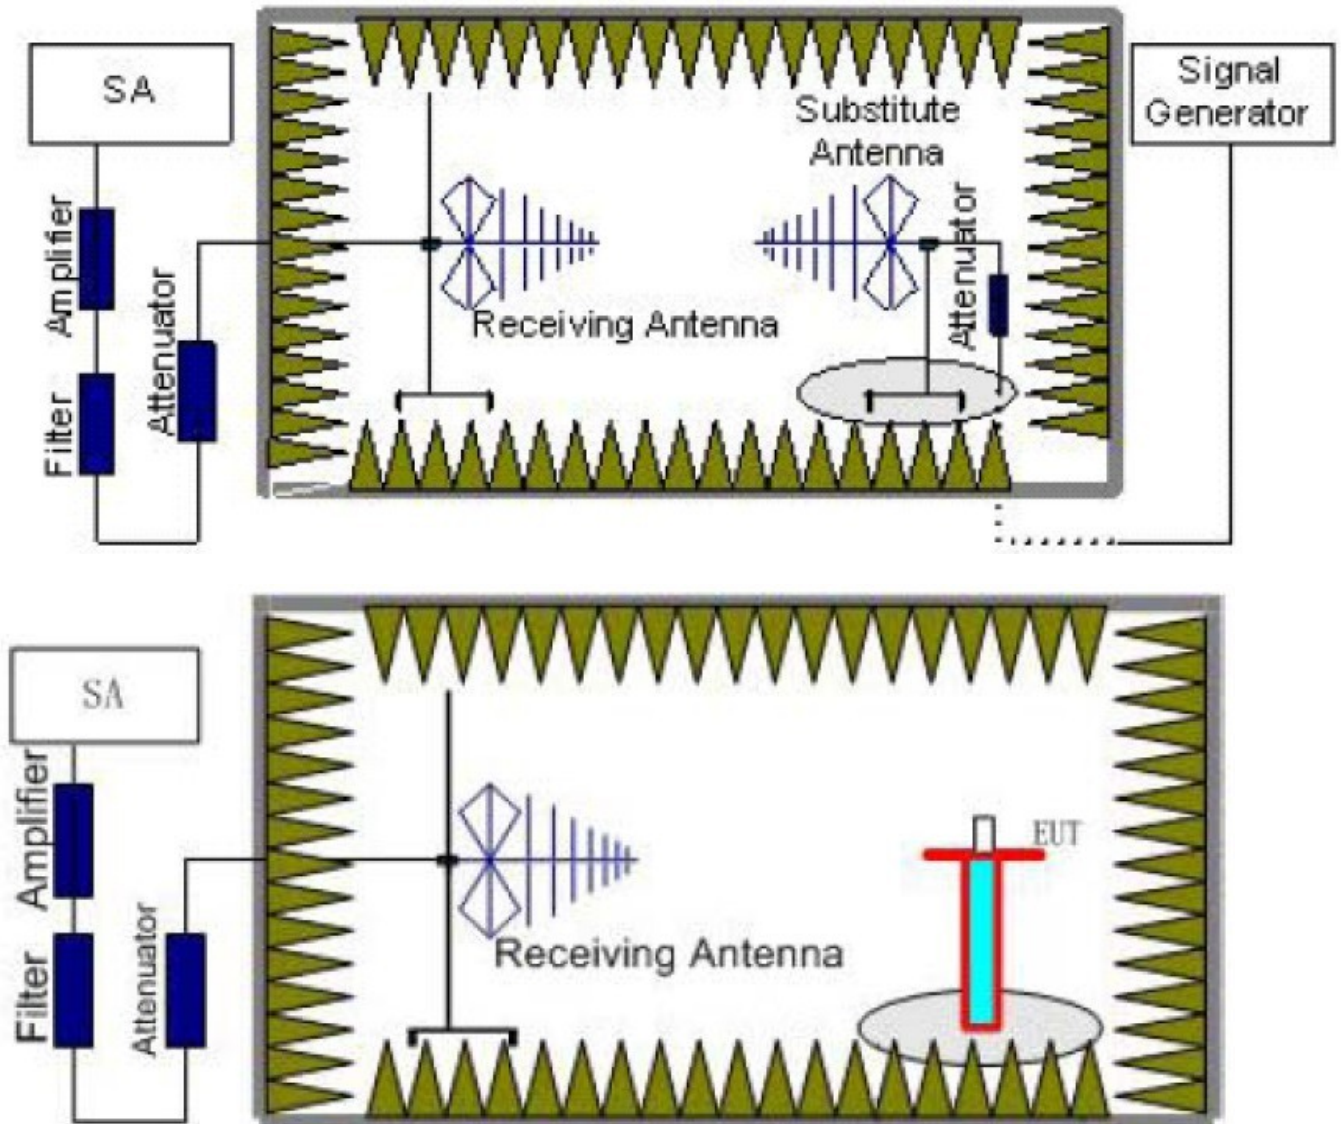 SA
Signal
Generator
Substitute
Antenna
Amplifier
Attenuator
Attenuator
Filter
Receiving Antenna
SA
Amplifier
EUT
Filter
Attenuator
Receiving Antenna